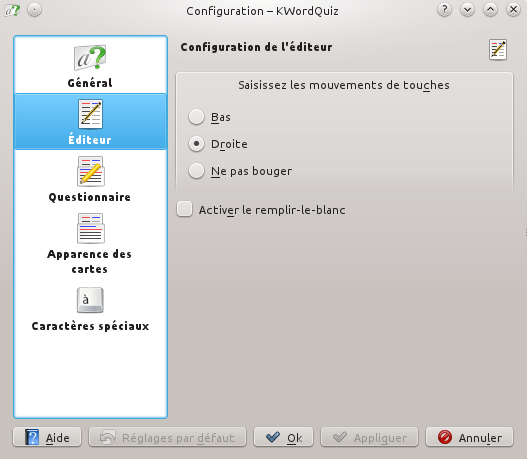 Configuration – KWordQuiz
Général
Éditeur
Questionnaire
Apparence des
cartes
à
Caractères spéciaux
Configuration de l'éditeur
Saisissez les mouvements de touches
Bas
Droite
Ne pas bouger
Activer le remplir-le-blanc
Aide
Réglages par défaut
Ok
Appliquer
Annuler